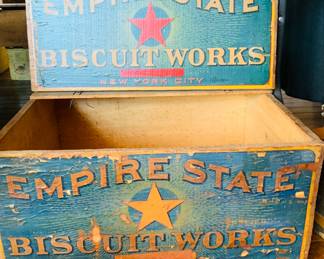 EMPIRE STATE
BISCUIT WORKS
NEW YORK CITY
EMPIRE STATE
BISCUIT WORKS